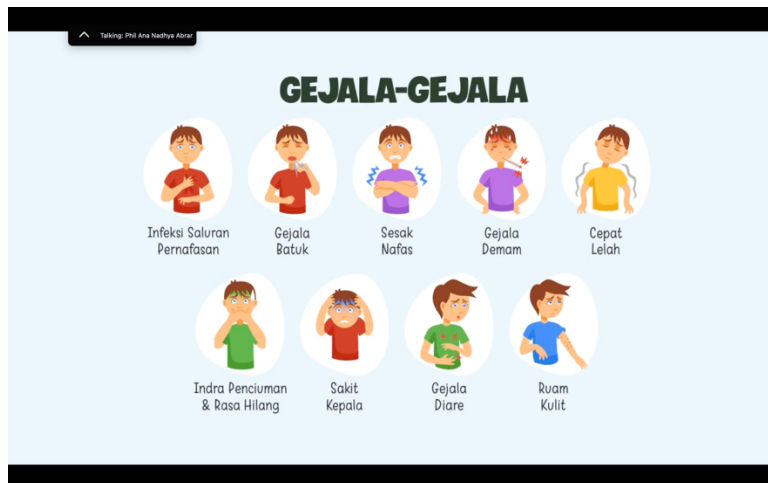 Talking: Phil Ana Nadhya Abrar
GEJALA-GEJALA
Infeksi Saluran
Pernafasan
Gejala
Batuk
Sesak
Nafas
Gejala
Demam
Cepat
Lelah
Indra Penciuman
& Rasa Hilang
Sakit
Kepala
Gejala
Diare
Ruam
Kulit